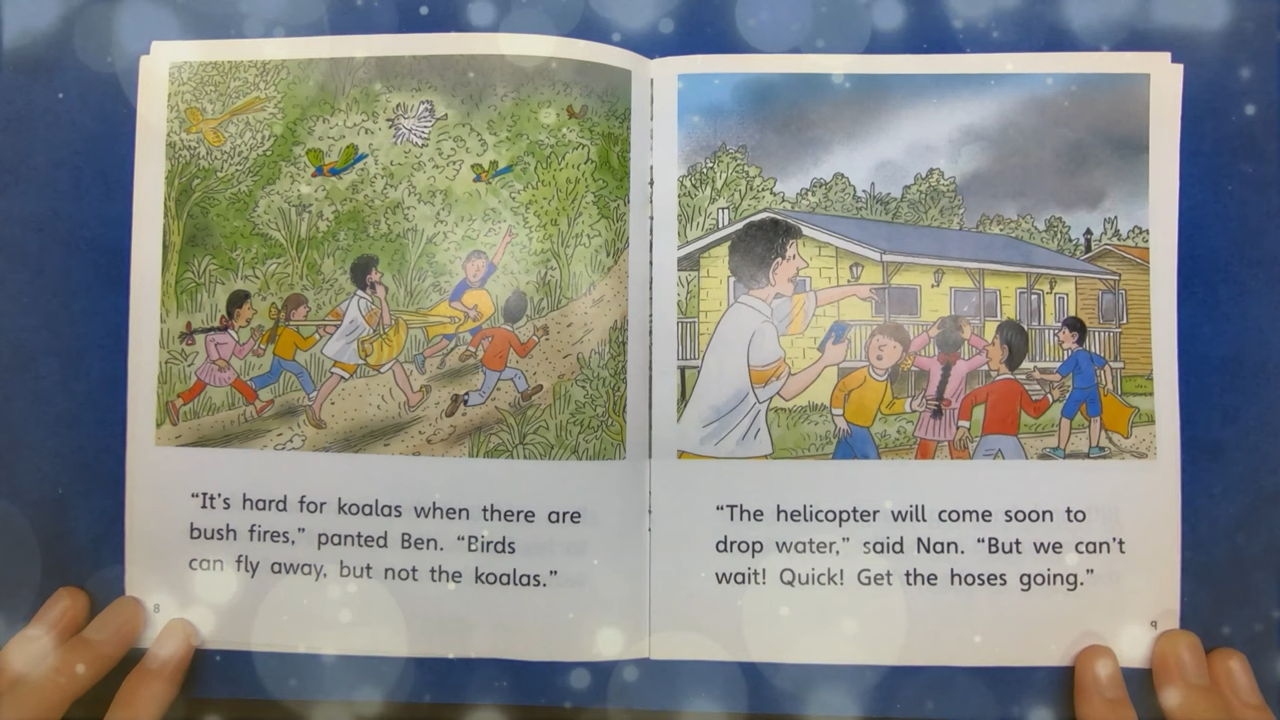 “It’s hard for koalas when there are
bush fires,” panted Ben. “Birds
can fly away, but not the koalas.”
8
“The helicopter will come soon to
drop water,” said Nan. “But we can’t
wait! Quick! Get the hoses going.”
9